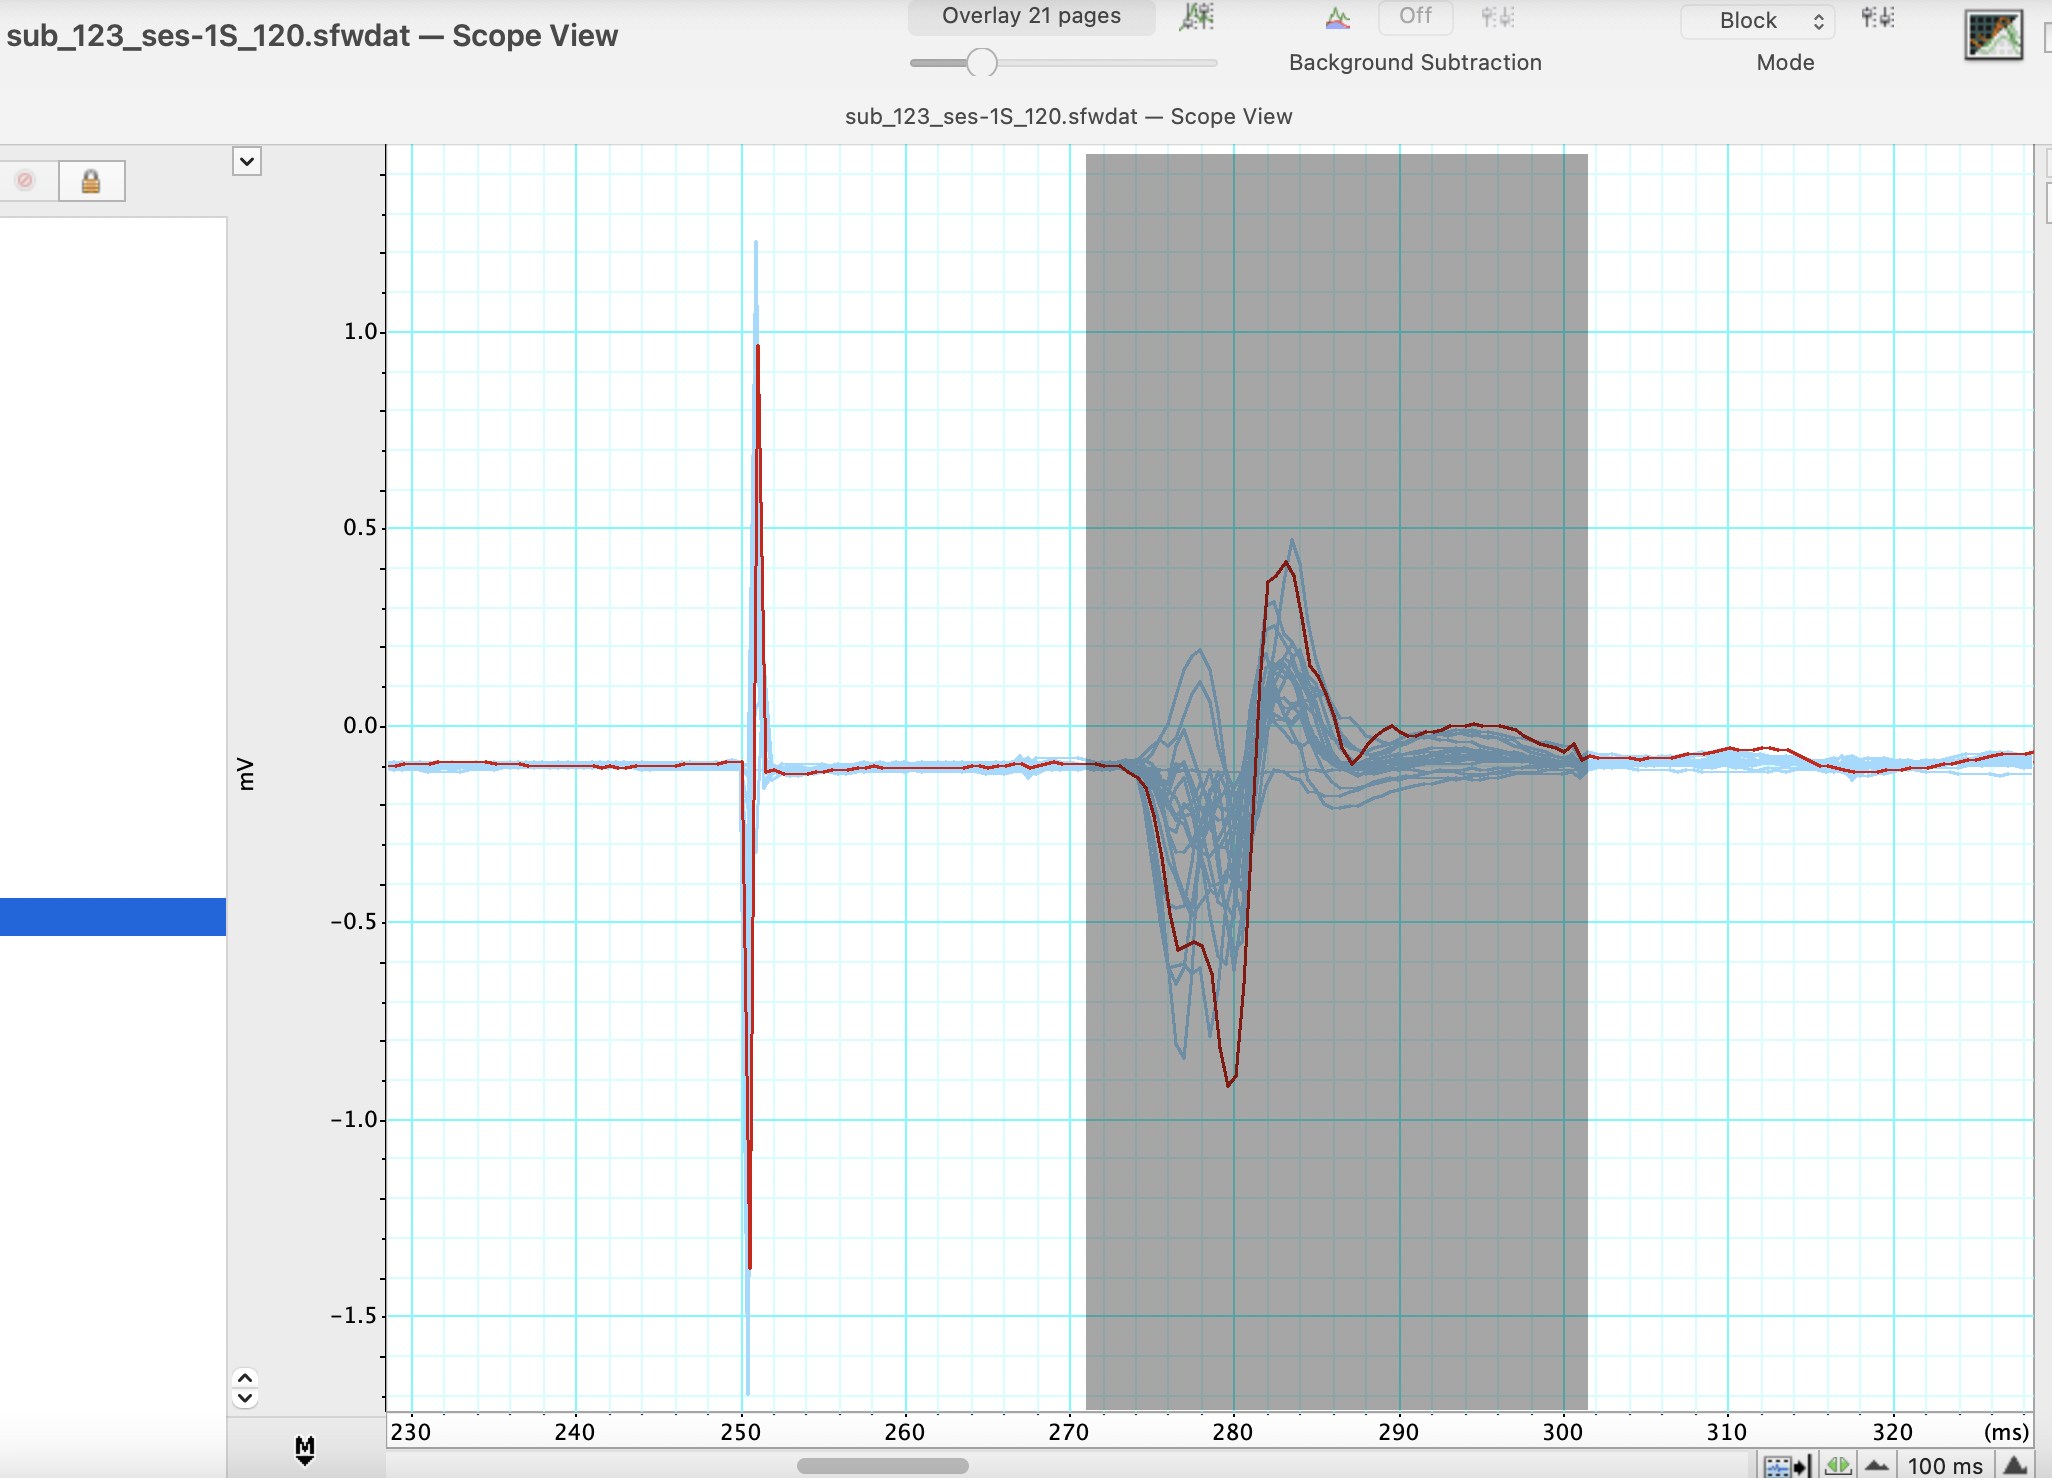 sub_123_ses-1S_120.sfwdat — Scope View
Overlay 21 pages
Off
Background Subtraction
Block
Mode
sub_123_ses-1S_120.sfwdat — Scope View
mV
1.0
0.5
0.0
−0.5
−1.0
−1.5
230 240 250 260 270 280 290 300 310 320 (ms)
M
100 ms